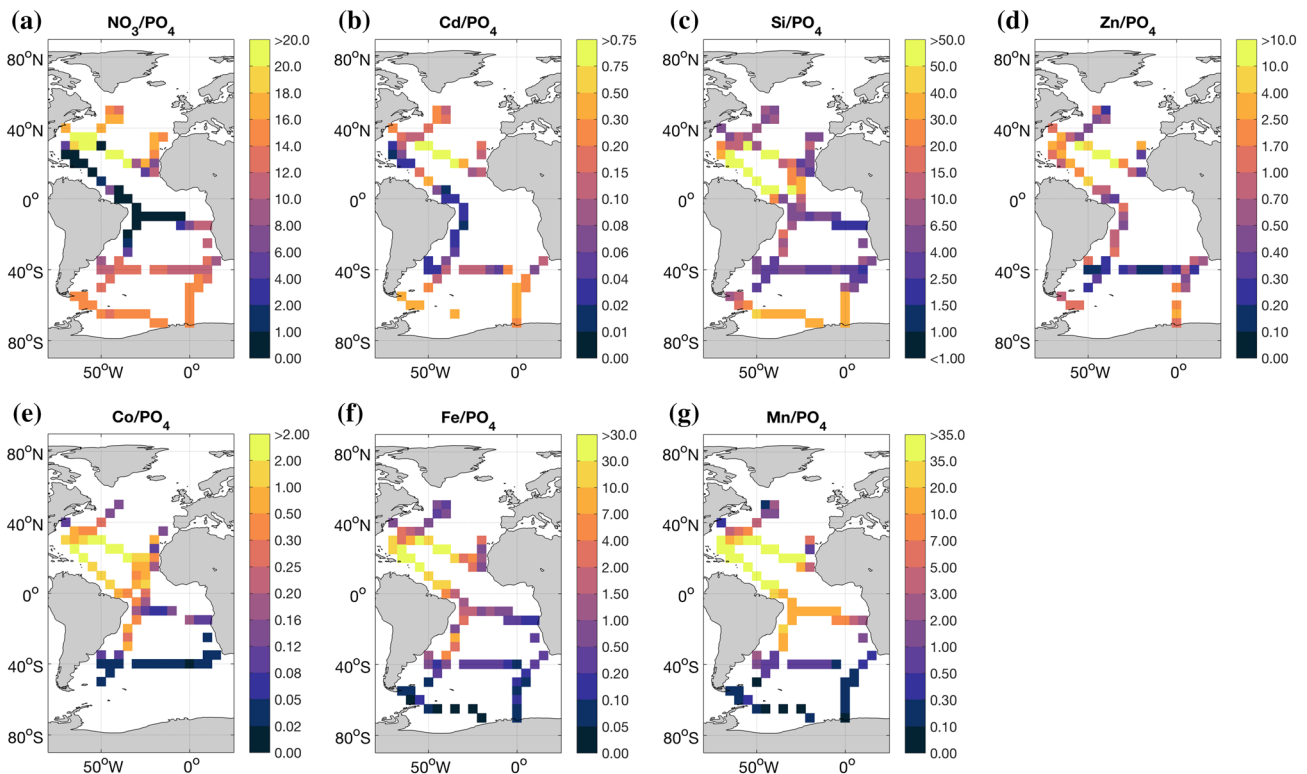 (a) NO3/PO4
>20.0
20.0
18.0
16.0
14.0
12.0
10.0
8.00
6.00
4.00
2.00
1.00
0.00
80°N
40°N
0°
40°S
80°S
50°W 0°
(b) Cd/PO4
>0.75
0.75
0.50
0.30
0.20
0.15
0.10
0.08
0.06
0.04
0.02
0.01
0.00
80°N
40°N
0°
40°S
80°S
50°W 0°
(c) Si/PO4
>50.0
50.0
40.0
30.0
20.0
15.0
10.0
6.50
4.00
2.50
1.50
1.00
<1.00
80°N
40°N
0°
40°S
80°S
50°W 0°
(d) Zn/PO4
>10.0
10.0
4.00
2.50
1.70
1.00
0.70
0.50
0.40
0.30
0.20
0.10
0.00
80°N
40°N
0°
40°S
80°S
50°W 0°
(e) Co/PO4
>2.00
2.00
1.00
0.50
0.30
0.25
0.20
0.16
0.12
0.08
0.05
0.02
0.00
80°N
40°N
0°
40°S
80°S
50°W 0°
(f) Fe/PO4
>30.0
30.0
10.0
7.00
4.00
2.00
1.50
1.00
0.50
0.20
0.10
0.05
0.00
80°N
40°N
0°
40°S
80°S
50°W 0°
(g) Mn/PO4
>35.0
35.0
20.0
10.0
7.00
5.00
3.00
2.00
1.00
0.50
0.30
0.10
0.00
80°N
40°N
0°
40°S
80°S
50°W 0°